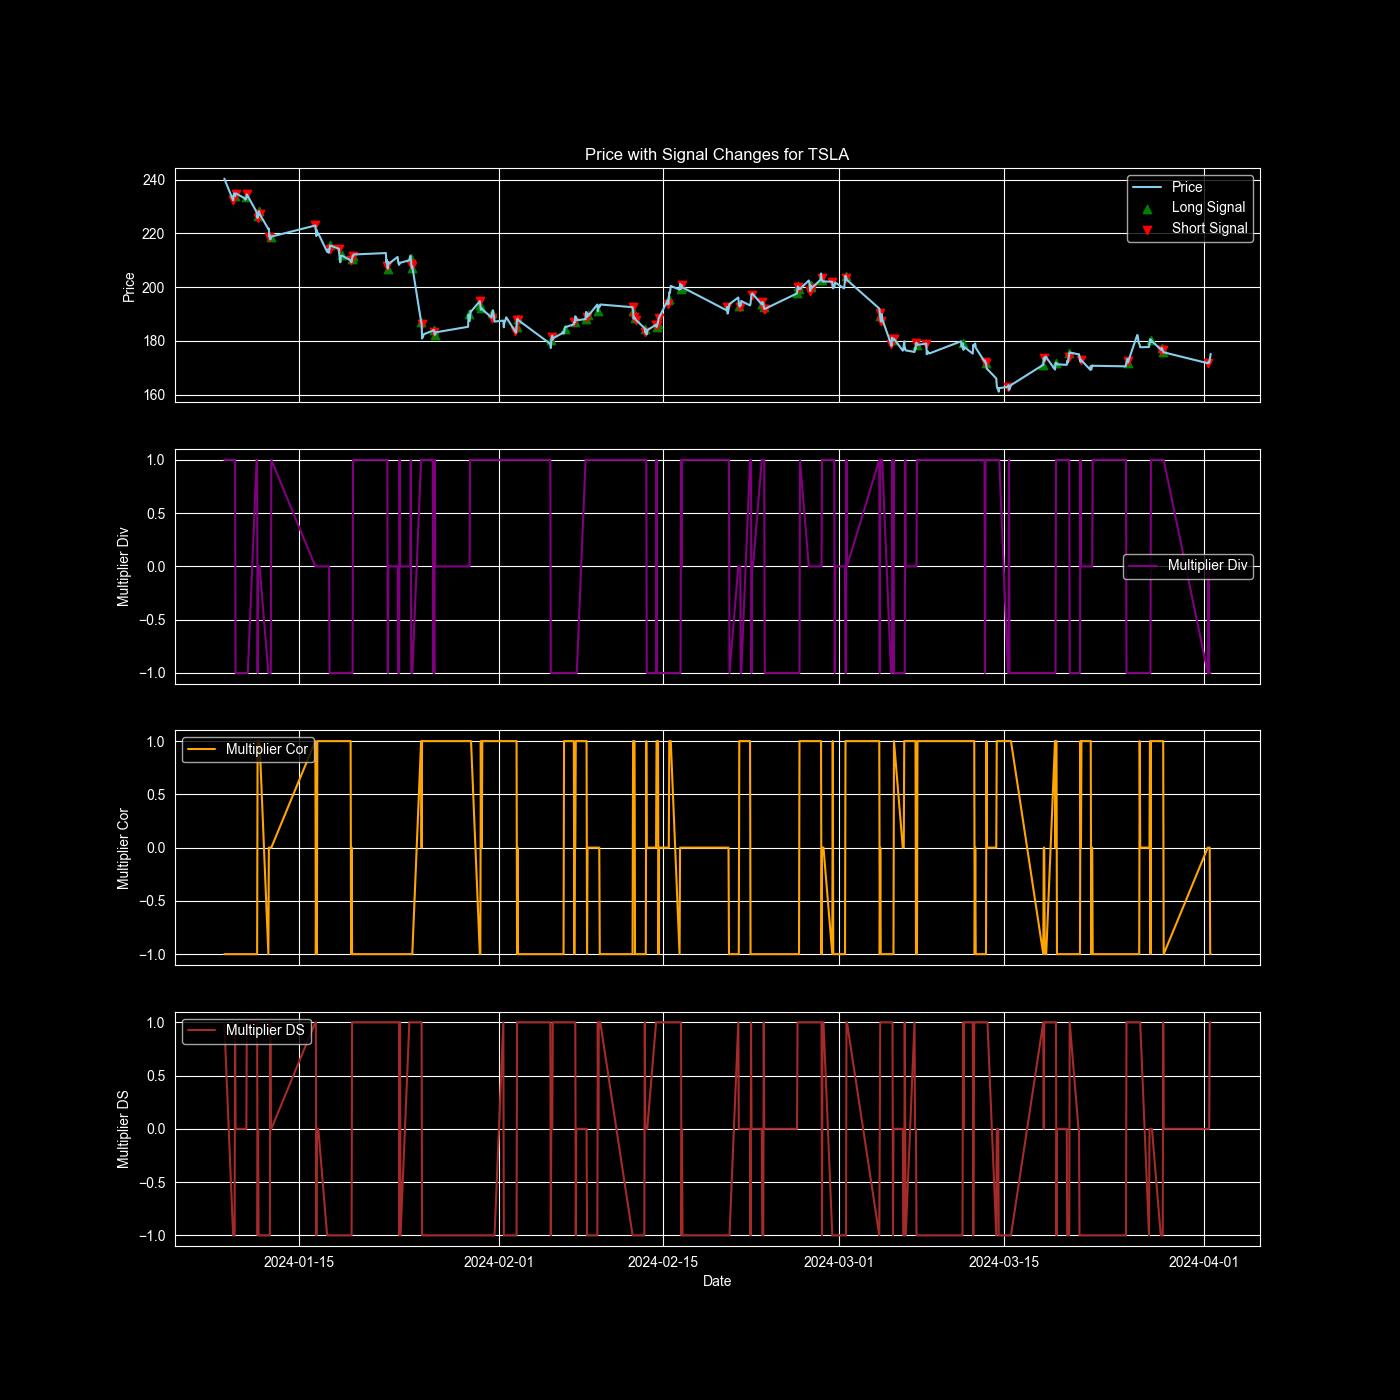 Price with Signal Changes for TSLA
240
220
200
180
160
Price
Price
Long Signal
Short Signal
1.0
0.5
0.0
−0.5
−1.0
Multiplier Div
Multiplier Div
1.0
0.5
0.0
−0.5
−1.0
Multiplier Cor
Multiplier Cor
1.0
0.5
0.0
−0.5
−1.0
Multiplier DS
Multiplier DS
2024-01-15 2024-02-01 2024-02-15 2024-03-01 2024-03-15 2024-04-01
Date